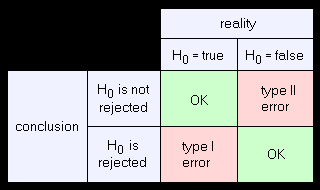 reality
H0 = true H0 = false
H0 is not
rejected
OK
type II
error
conclusion
H0 is
rejected
type I
error
OK